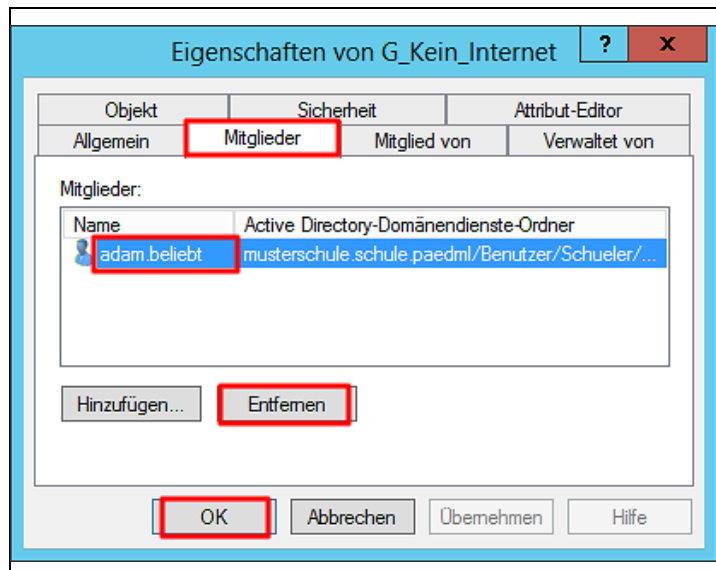 Eigenschaften von G_Kein_Internet ? x
Objekt Sicherheit Attribut-Editor
Allgemein Mitglieder Mitglied von Verwaltet von
Mitglieder:
Name Active Directory-Domänendienste-Ordner
adam.beliebt musterschule.schule.paedml/Benutzer/Schueler/...
Hinzufügen... Entfernen
OK Abbrechen Übernehmen Hilfe